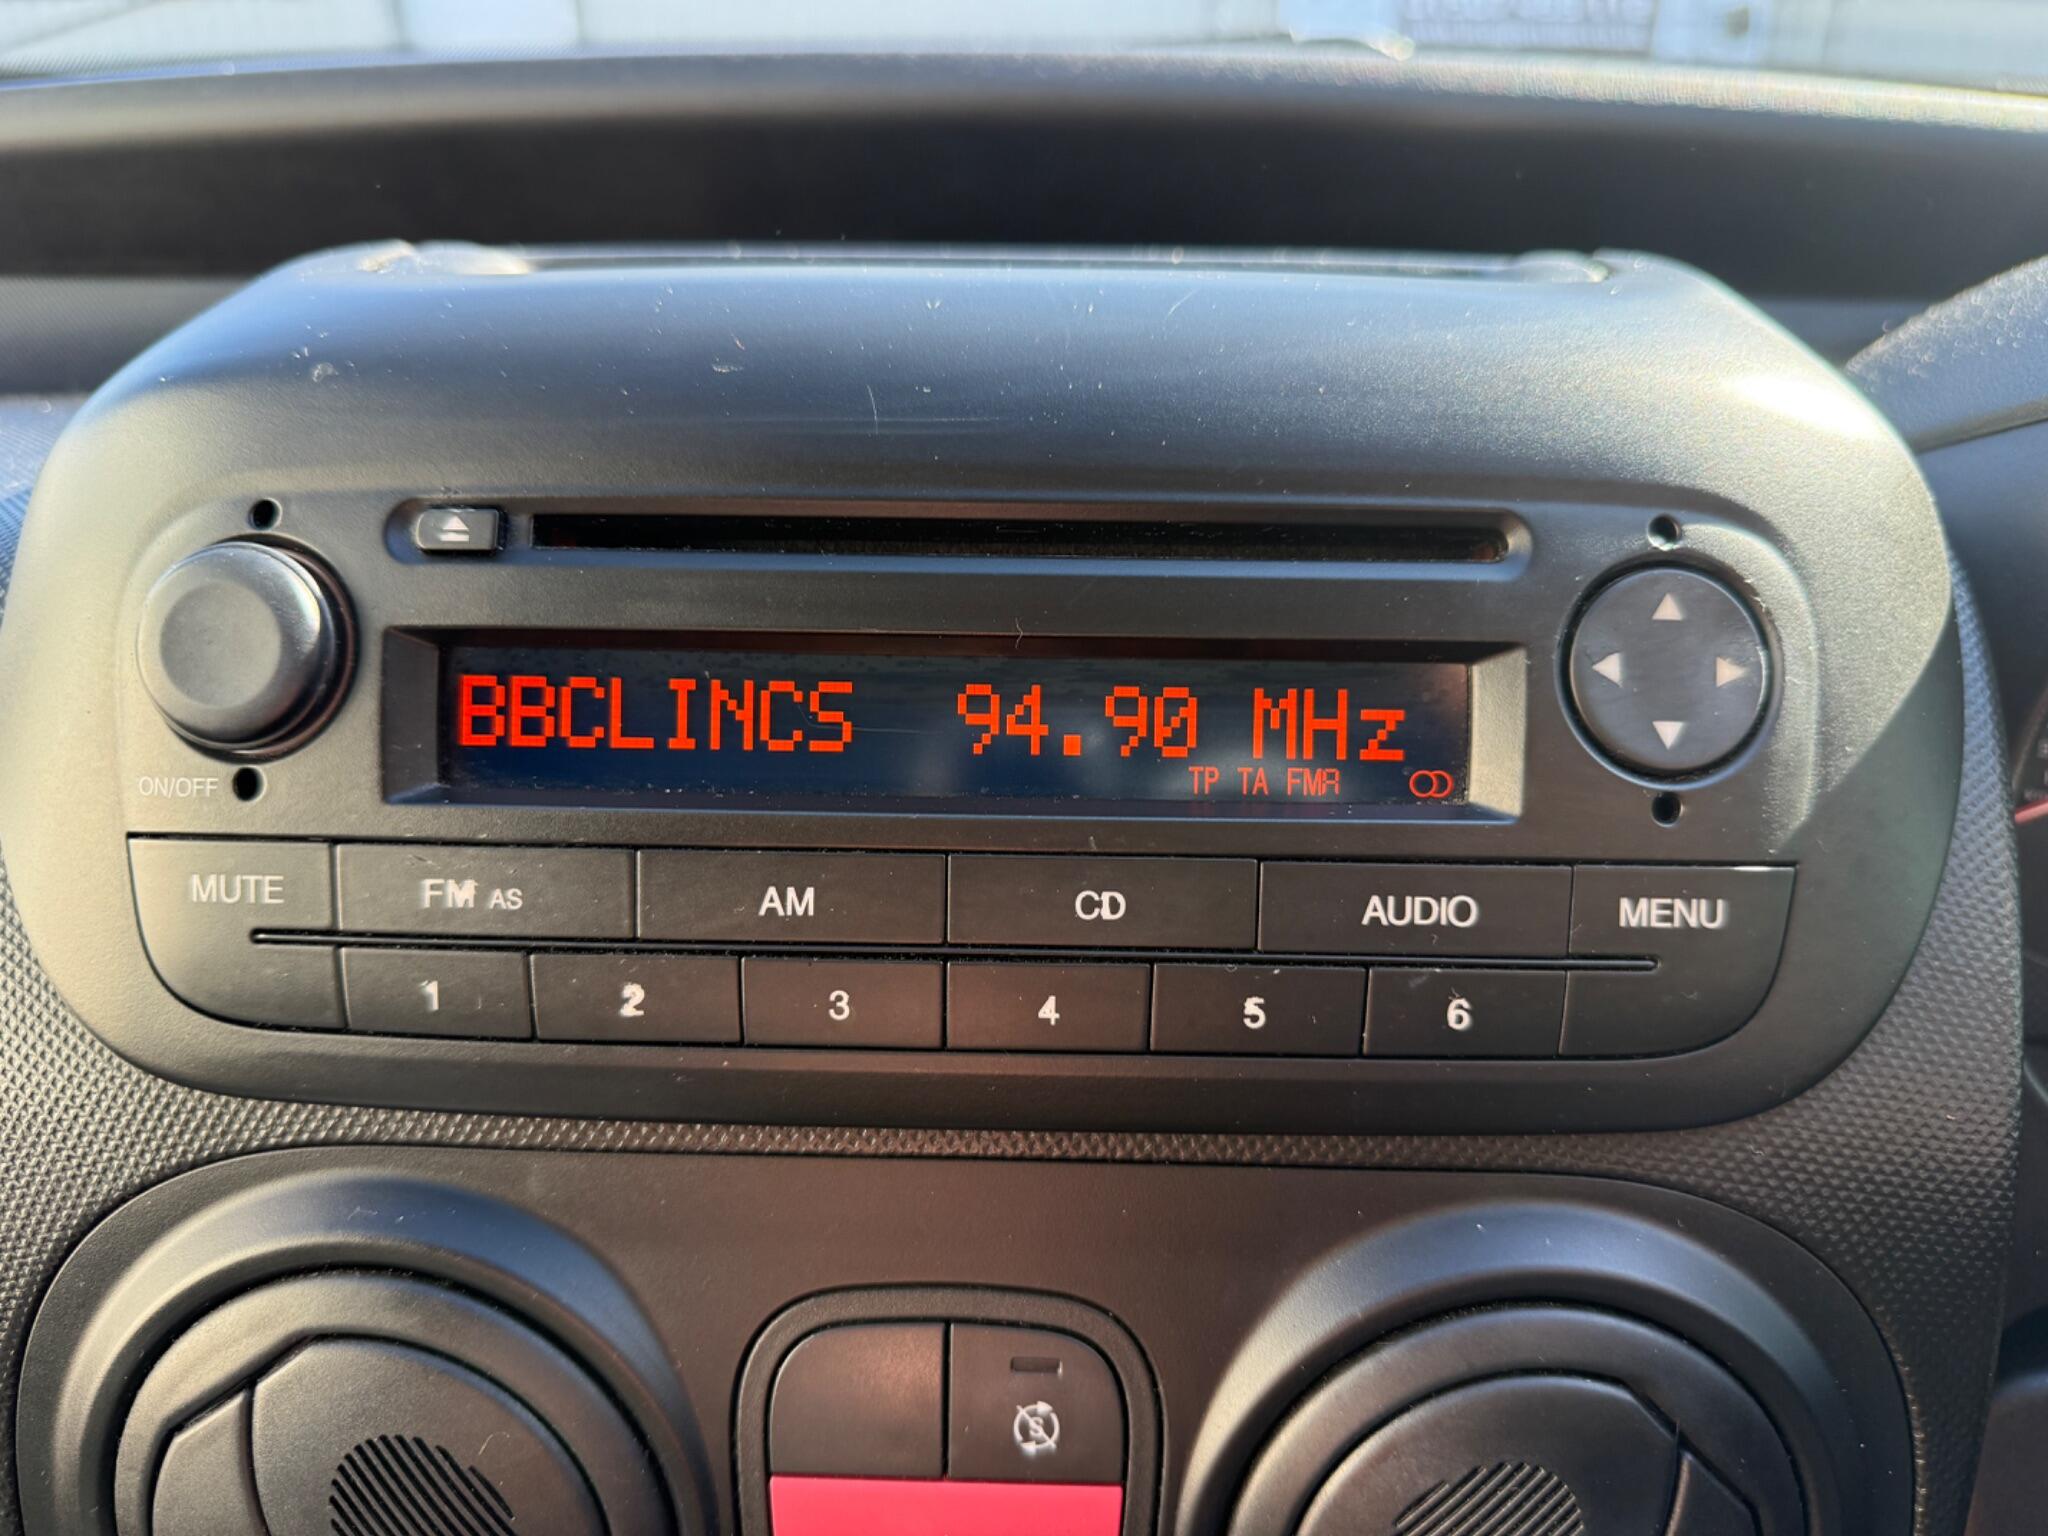 BBCLINCS 94.90 MHz
TP TA FMA
ON/OFF
MUTE FM AS AM CD AUDIO MENU
1 2 3 4 5 6
S